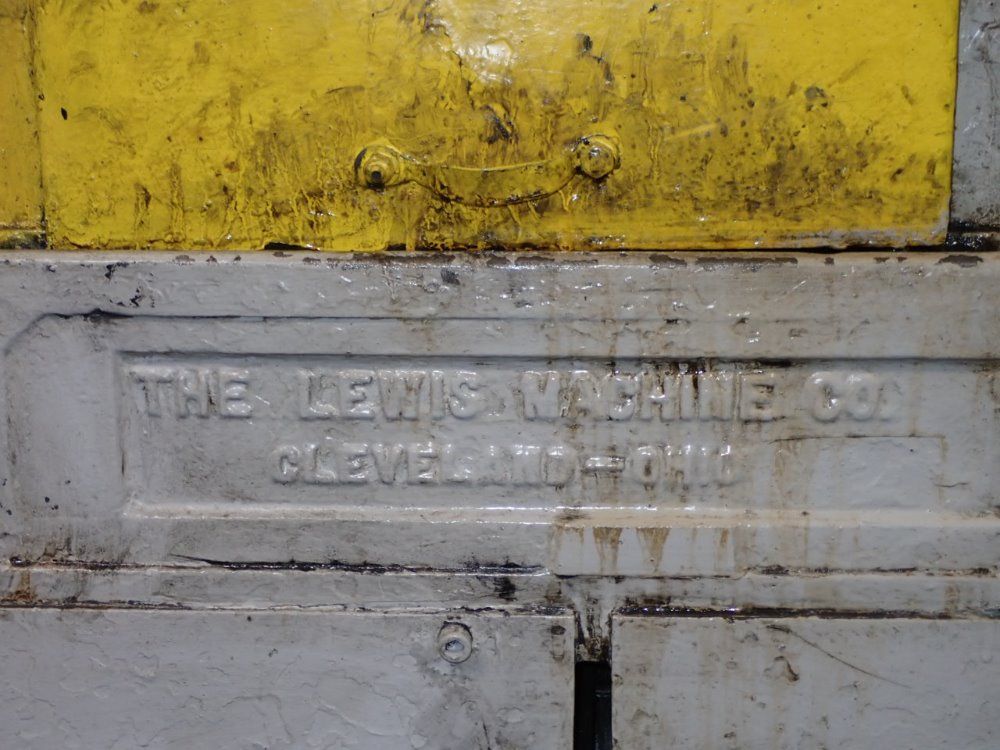 THE LEWIS MACHINE CO.
CLEVELAND-OHIO